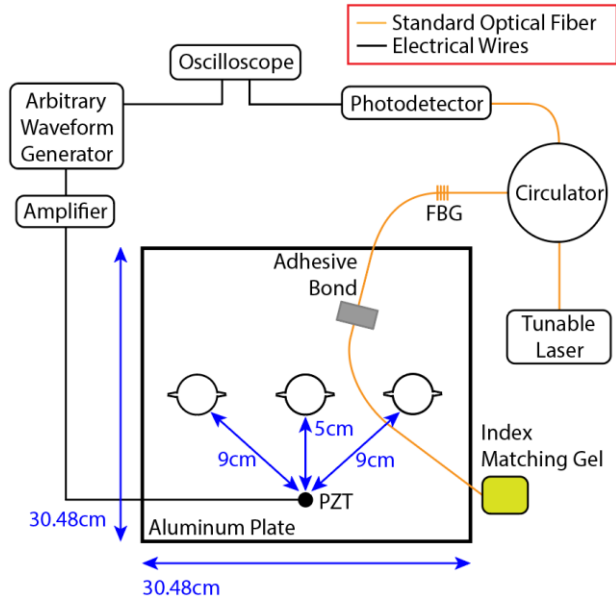 Standard Optical Fiber
Electrical Wires
Oscilloscope
Arbitrary
Waveform
Generator
Photodetector
Amplifier
Circulator
FBG
Adhesive
Bond
Tunable
Laser
5cm
9cm
9cm
Index
Matching Gel
PZT
30.48cm
Aluminum Plate
30.48cm